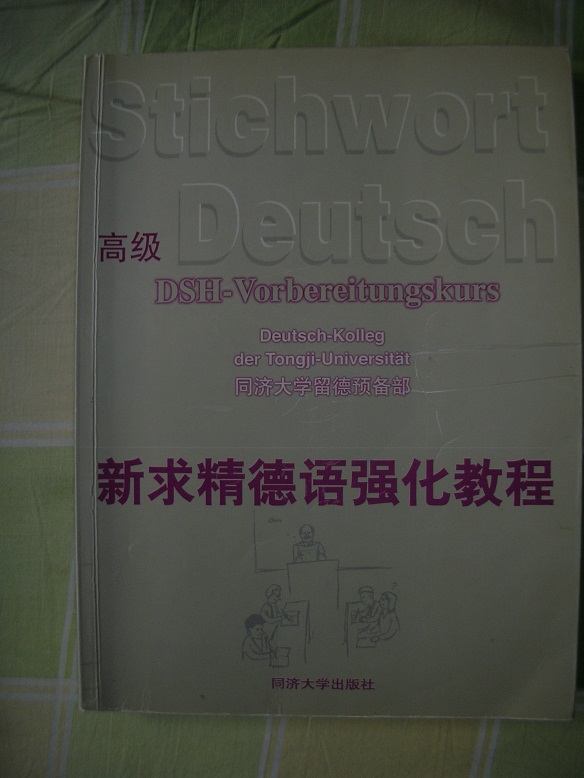 Stichwort
Deutsch
高级
DSH-Vorbereitungskurs
Deutsch-Kolleg
der Tongji-Universität
同济大学留德预备部
新求精德语强化教程
同济大学出版社